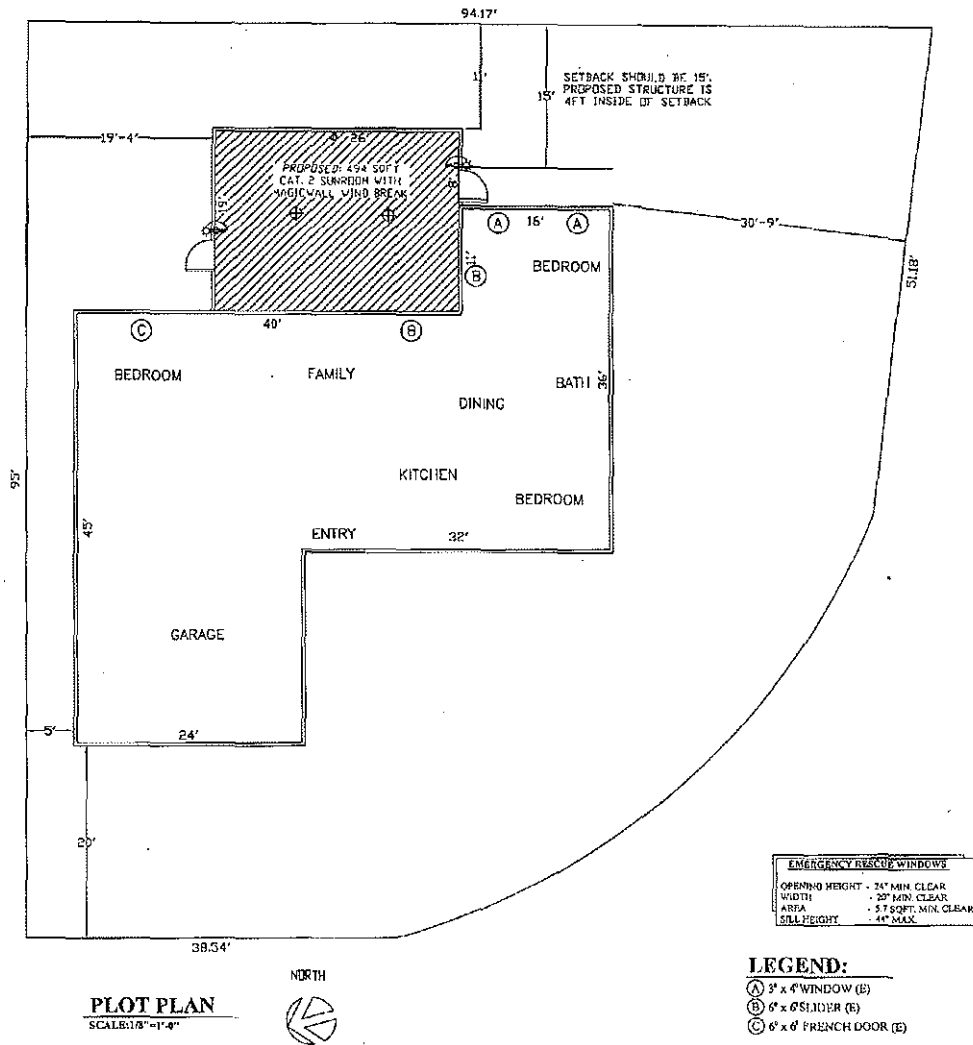 94.17'
15'
SETBACK SHOULD BE 15'.
PROPOSED STRUCTURE IS
4FT INSIDE OF SETBACK
19'-4"
26'
PROPOSED: 494 SQFT
CAT. 2 SUNROOM WITH
MAGICWALL WIND BREAK
A
16'
A
30'-9"
51.18'
11'
B
BEDROOM
40'
C
B
BEDROOM
FAMILY
BATH
36'
DINING
95'
45'
KITCHEN
BEDROOM
ENTRY
32'
GARAGE
5'
24'
20'
38.54'
EMERGENCY RESCUE WINDOWS
OPENING HEIGHT - 24" MIN. CLEAR
WIDTH - 20" MIN. CLEAR
AREA - 5.7 SQFT. MIN. CLEAR
SILL HEIGHT - 44" MAX.
NORTH
PLOT PLAN
SCALE:1/8"=1'-0"
LEGEND:
A 3' x 4' WINDOW (E)
B 6' x 6' SLIDER (E)
C 6' x 6' FRENCH DOOR (E)